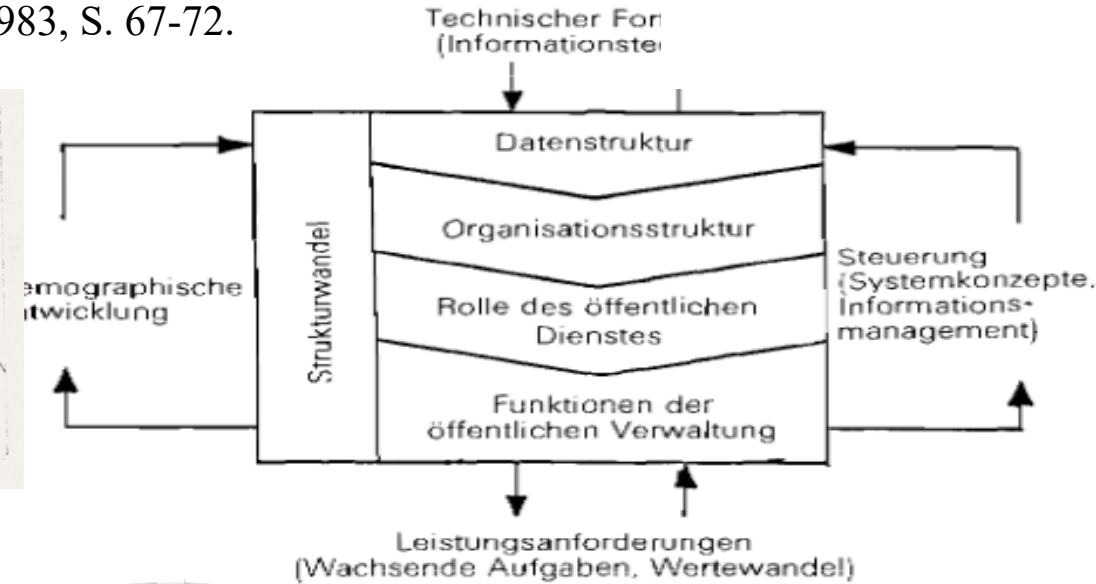 983, S. 67-72.
Technischer For
(Informationste
Datenstruktur
Organisationsstruktur
Rolle des öffentlichen
Dienstes
Funktionen der
öffentlichen Verwaltung
Strukturwandel
emographische
twicklung
Steuerung
(Systemkonzepte,
Informations-
management)
Leistungsanforderungen
(Wachsende Aufgaben, Wertewandel)